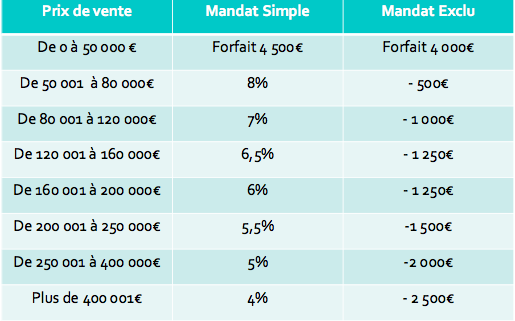 Prix de vente Mandat Simple Mandat Exclu
De 0 à 50 000 € Forfait 4 500€ Forfait 4 000€
De 50 001 à 80 000€ 8% - 500€
De 80 001 à 120 000€ 7% - 1 000€
De 120 001 à 160 000€ 6,5% - 1 250€
De 160 001 à 200 000€ 6% - 1 250€
De 200 001 à 250 000€ 5,5% -1 500€
De 250 001 à 400 000€ 5% -2 000€
Plus de 400 001€ 4% - 2 500€